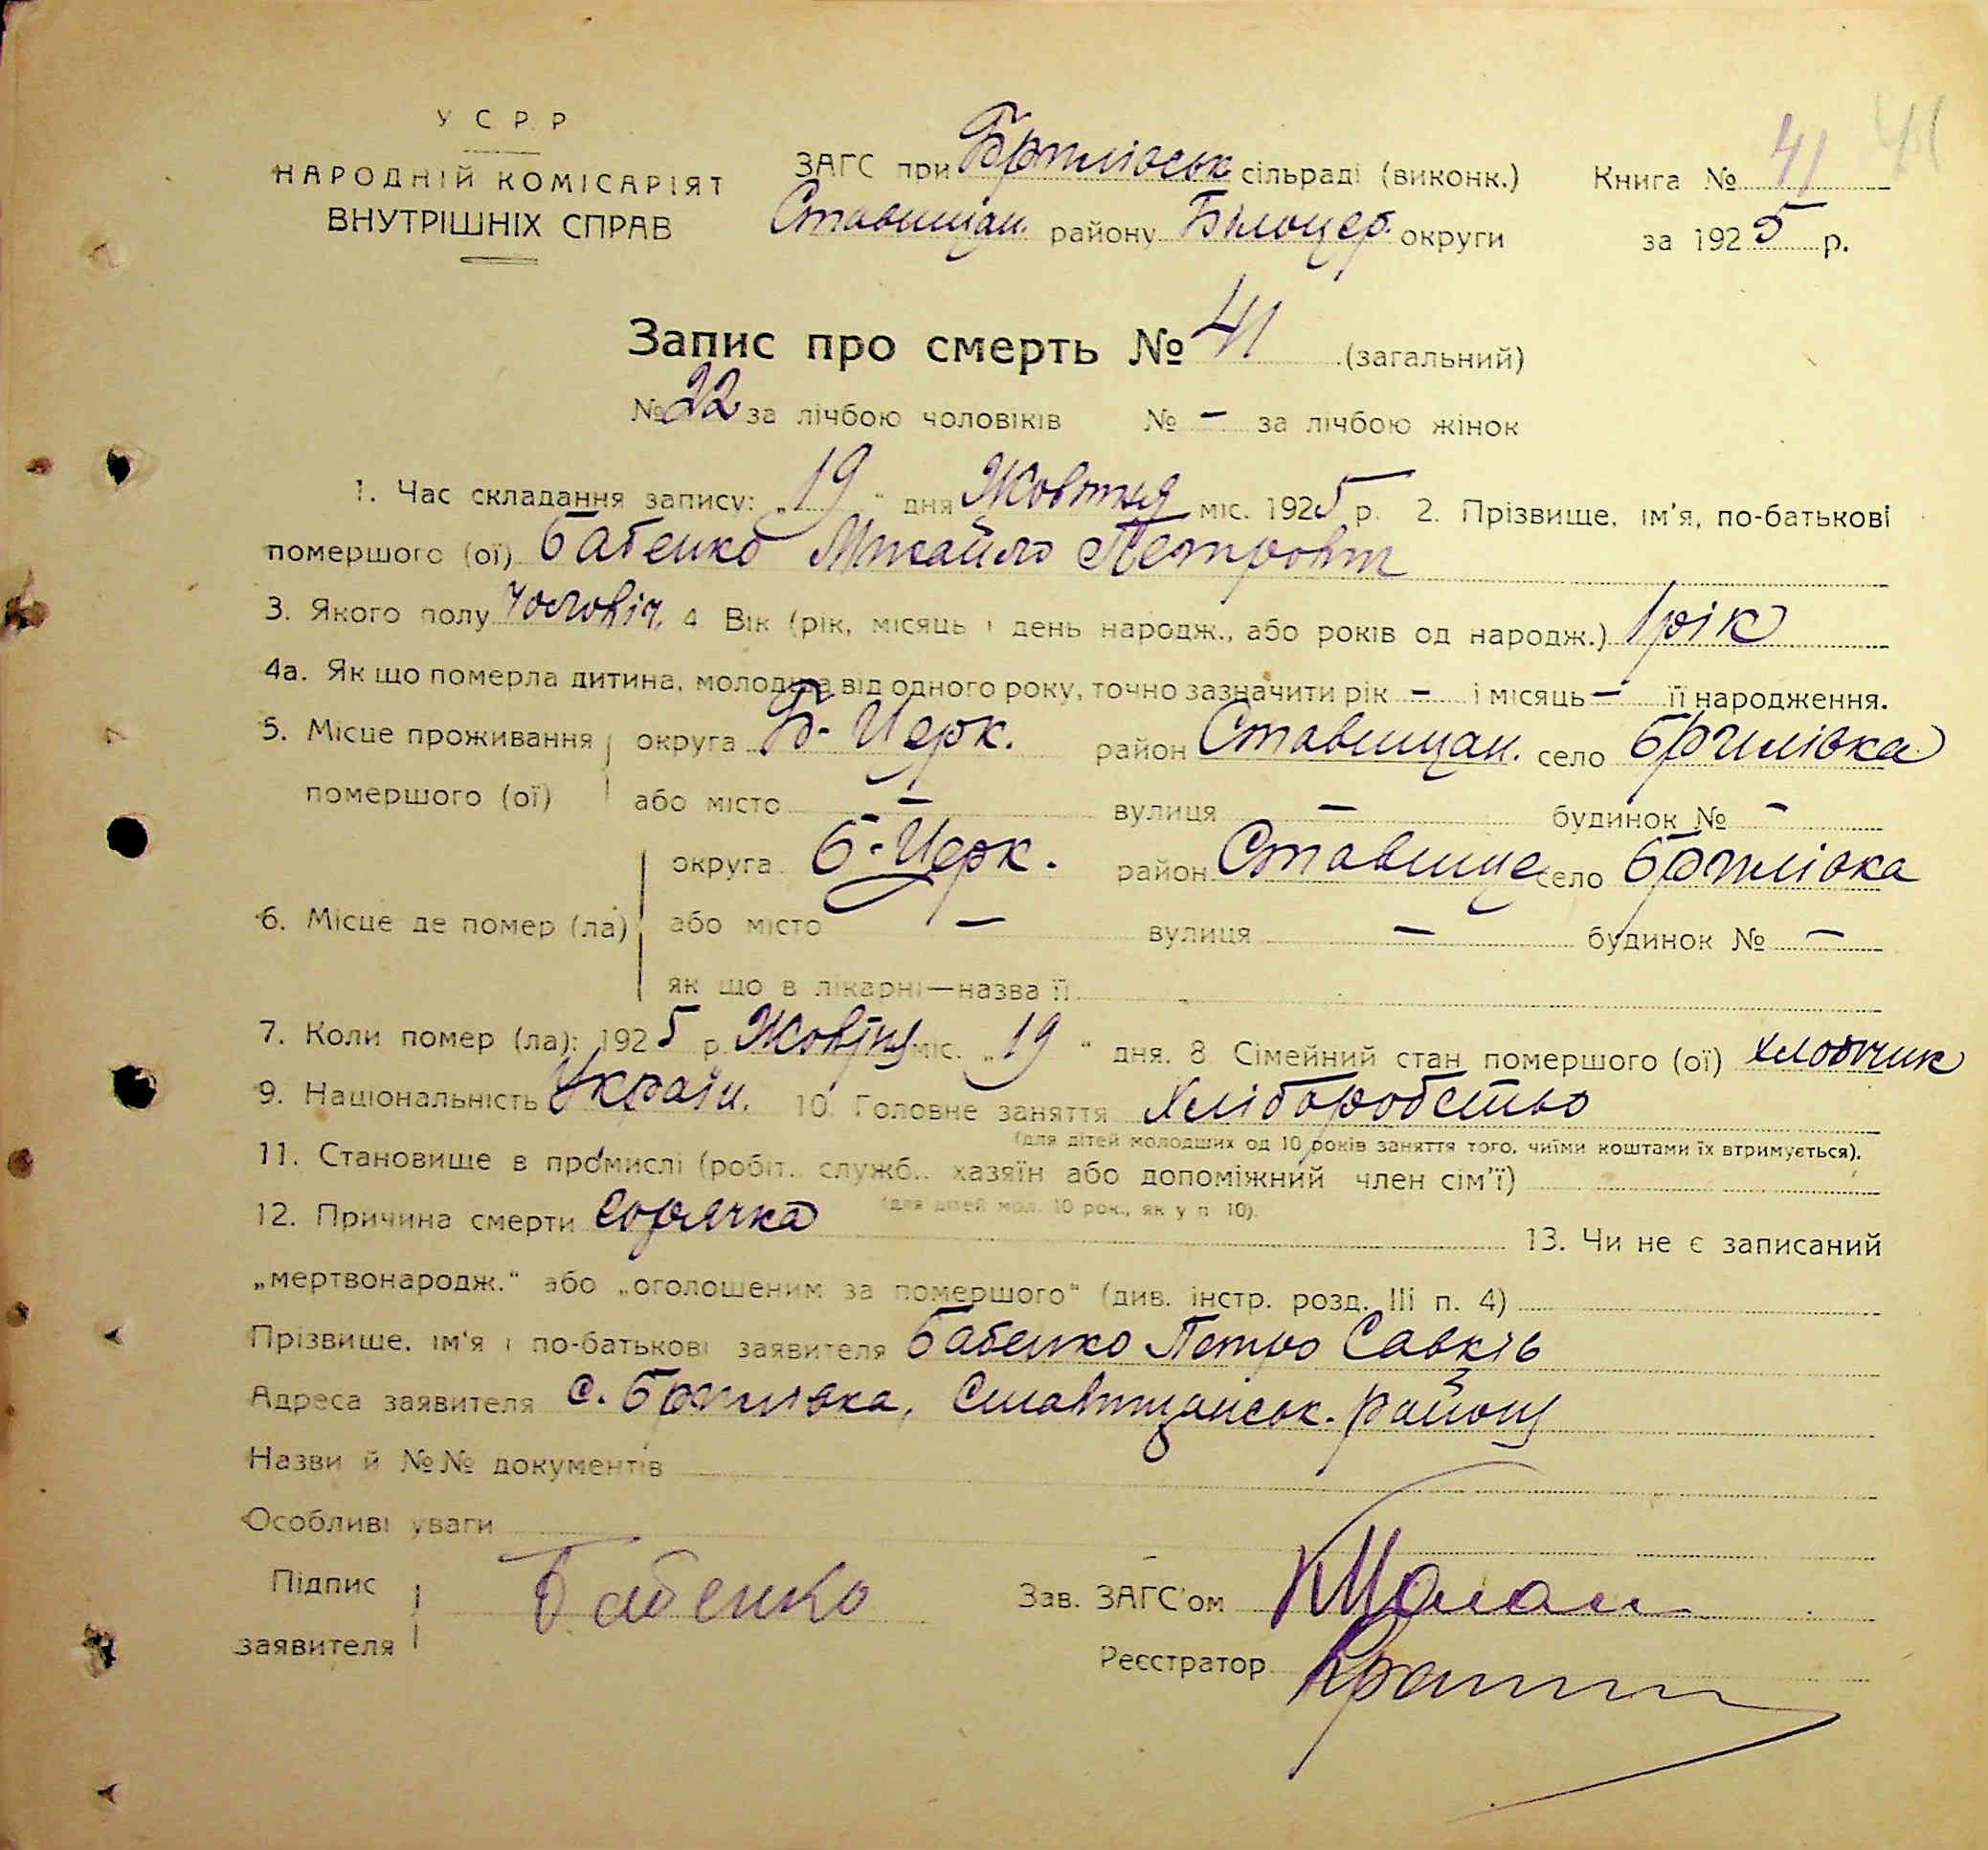 У С Р Р
НАРОДНІЙ КОМІСАРІЯТ
ВНУТРІШНІХ СПРАВ
ЗАГС при сільраді (виконк.)
Ставищан. району Білоцер. округи
Книга № 41 41
за 1925 р.
Запис про смерть № 41 (загальний)
№ 22 за лічбою чоловіків № — за лічбою жінок
1. Час складання запису: „19“ дня Жовтня міс. 1925 р. 2. Прізвище, ім'я, по-батькові
помершого (ої) Бабенко Михайло Петрович
3. Якого полу Чоловіч. 4 Вік (рік, місяць і день народж., або років од народж.) 1 рік
4а. Як що померла дитина, молодша від одного року, точно зазначити рік — і місяць — її народження.
5. Місце проживання округа Б-Церк. район Ставищан. село
помершого (ої) або місто — вулиця — будинок № —
округа Б-Церк. район Ставище село
6. Місце де помер (ла) або місто — вулиця — будинок № —
як що в лікарні—назва її
7. Коли помер (ла): 1925 р. Жовтня міс. „19“ дня. 8 Сімейний стан помершого (ої) хлопчик
9. Національність Україн. 10. Головне заняття Хліборобство
(для дітей молодших од 10 років заняття того, чиїми коштами їх втримується).
11. Становище в промислі (робіт., служб., хазяїн або допоміжний член сім'ї)
(для дітей мол. 10 рок., як у п 10).
12. Причина смерти Горячка 13. Чи не є записаний
„мертвонародж.“ або „оголошеним за помершого“ (див. інстр. розд. III п. 4)
Прізвище, ім'я і по-батькові заявителя Бабенко Петро Савків
Адреса заявителя с. Ставищанськ. району
Назви й №№ документів
Особливі уваги
Підпис
заявителя Бабенко
Зав. ЗАГС'ом
Реєстратор